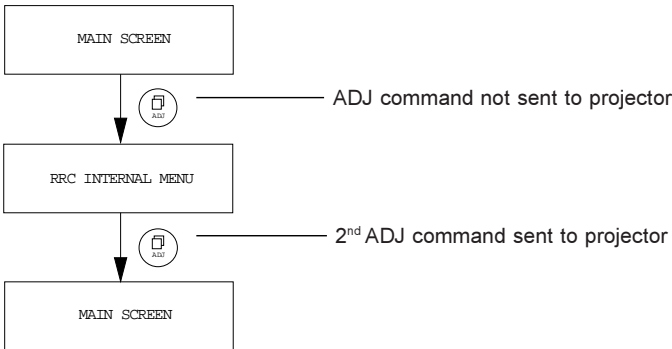 MAIN SCREEN
ADJ
ADJ command not sent to projector
RRC INTERNAL MENU
ADJ
2nd ADJ command sent to projector
MAIN SCREEN